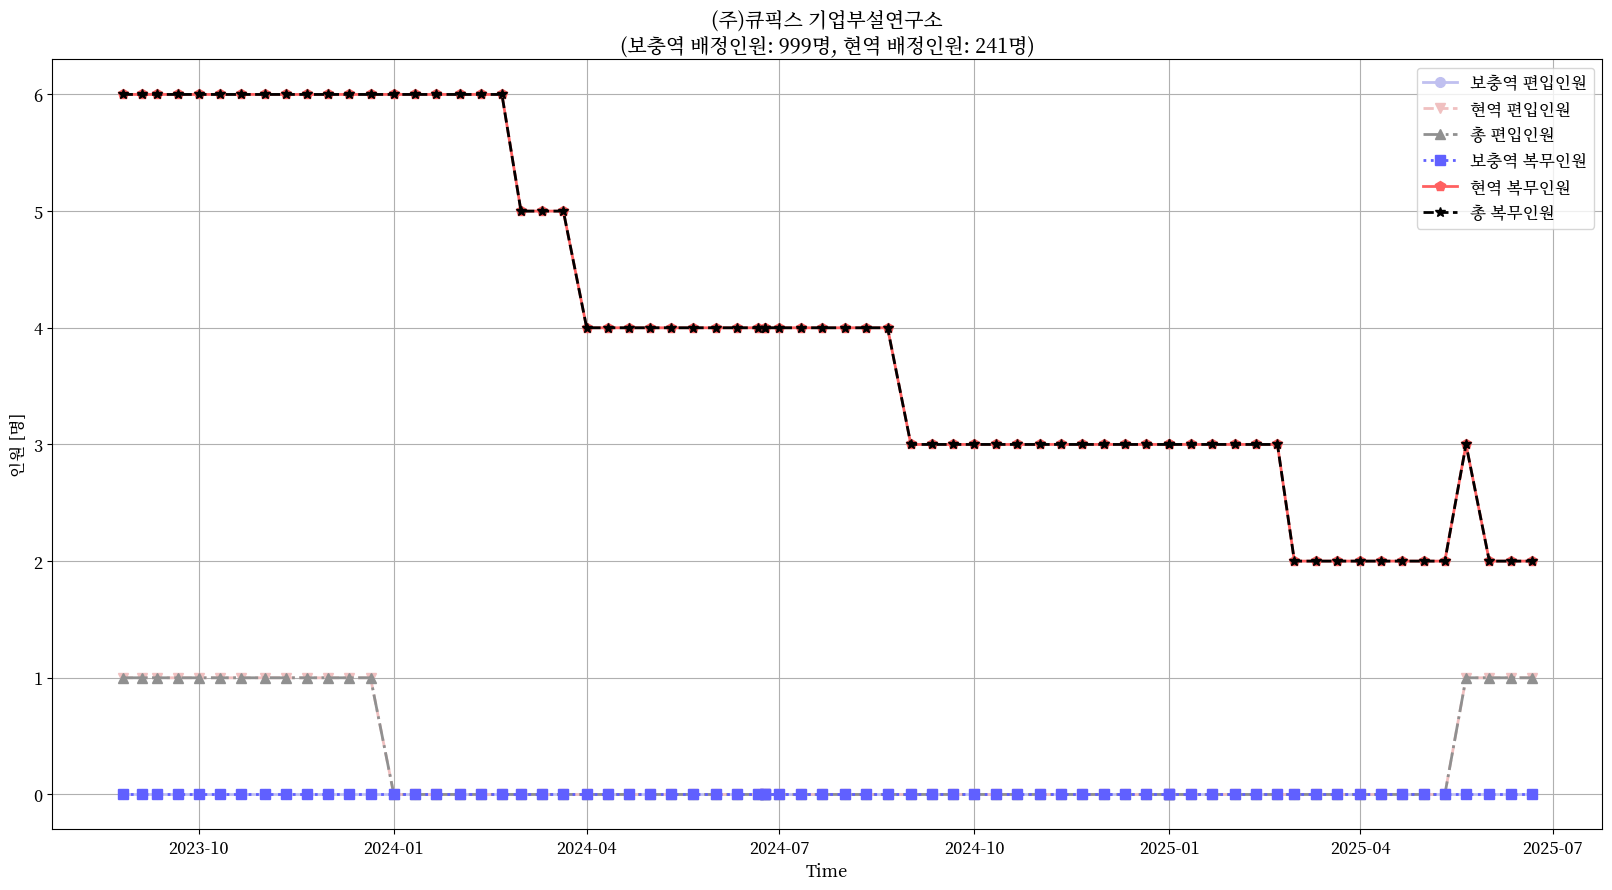 (주)큐픽스 기업부설연구소
(보충역 배정인원: 999명, 현역 배정인원: 241명)
보충역 편입인원
현역 편입인원
총 편입인원
보충역 복무인원
현역 복무인원
총 복무인원
인원 [명]
6
5
4
3
2
1
0
2023-10
2024-01
2024-04
2024-07
2024-10
2025-01
2025-04
2025-07
Time